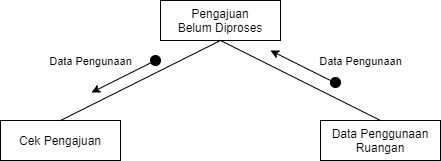 Pengajuan
Belum Diproses
Data Pengunaan
Data Pengunaan
Cek Pengajuan
Data Penggunaan
Ruangan